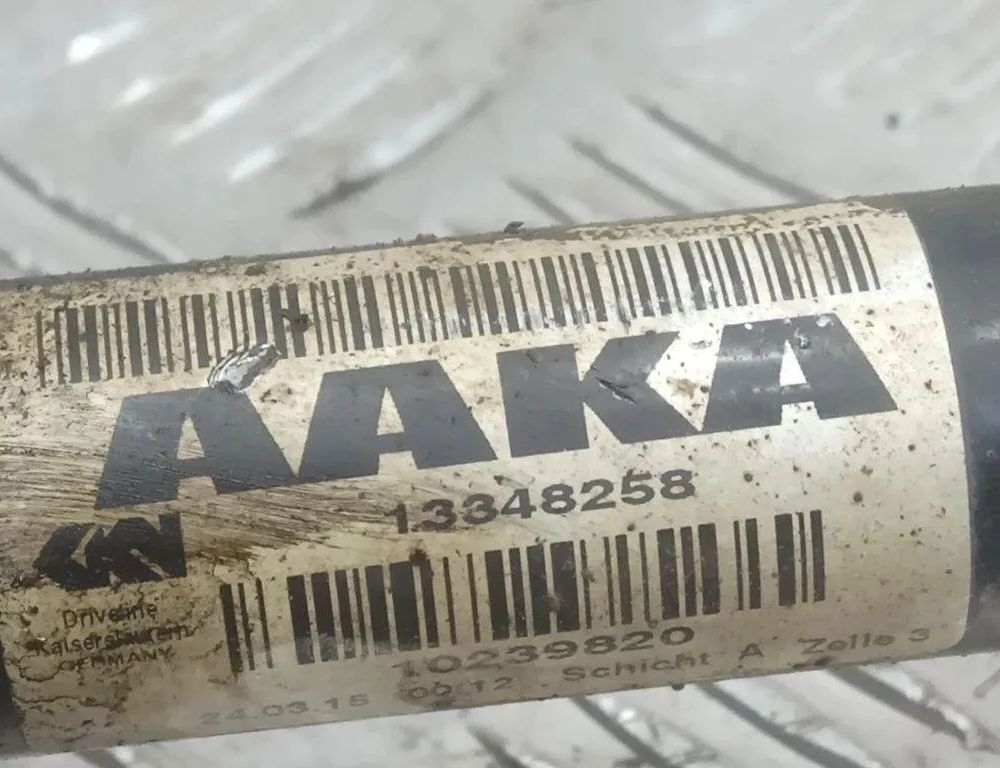 AAKA
13348258
GKN
Driveline
Kaiserslautern
GERMANY
10239820
24.03.15 00:12 Schicht A Zelle 3